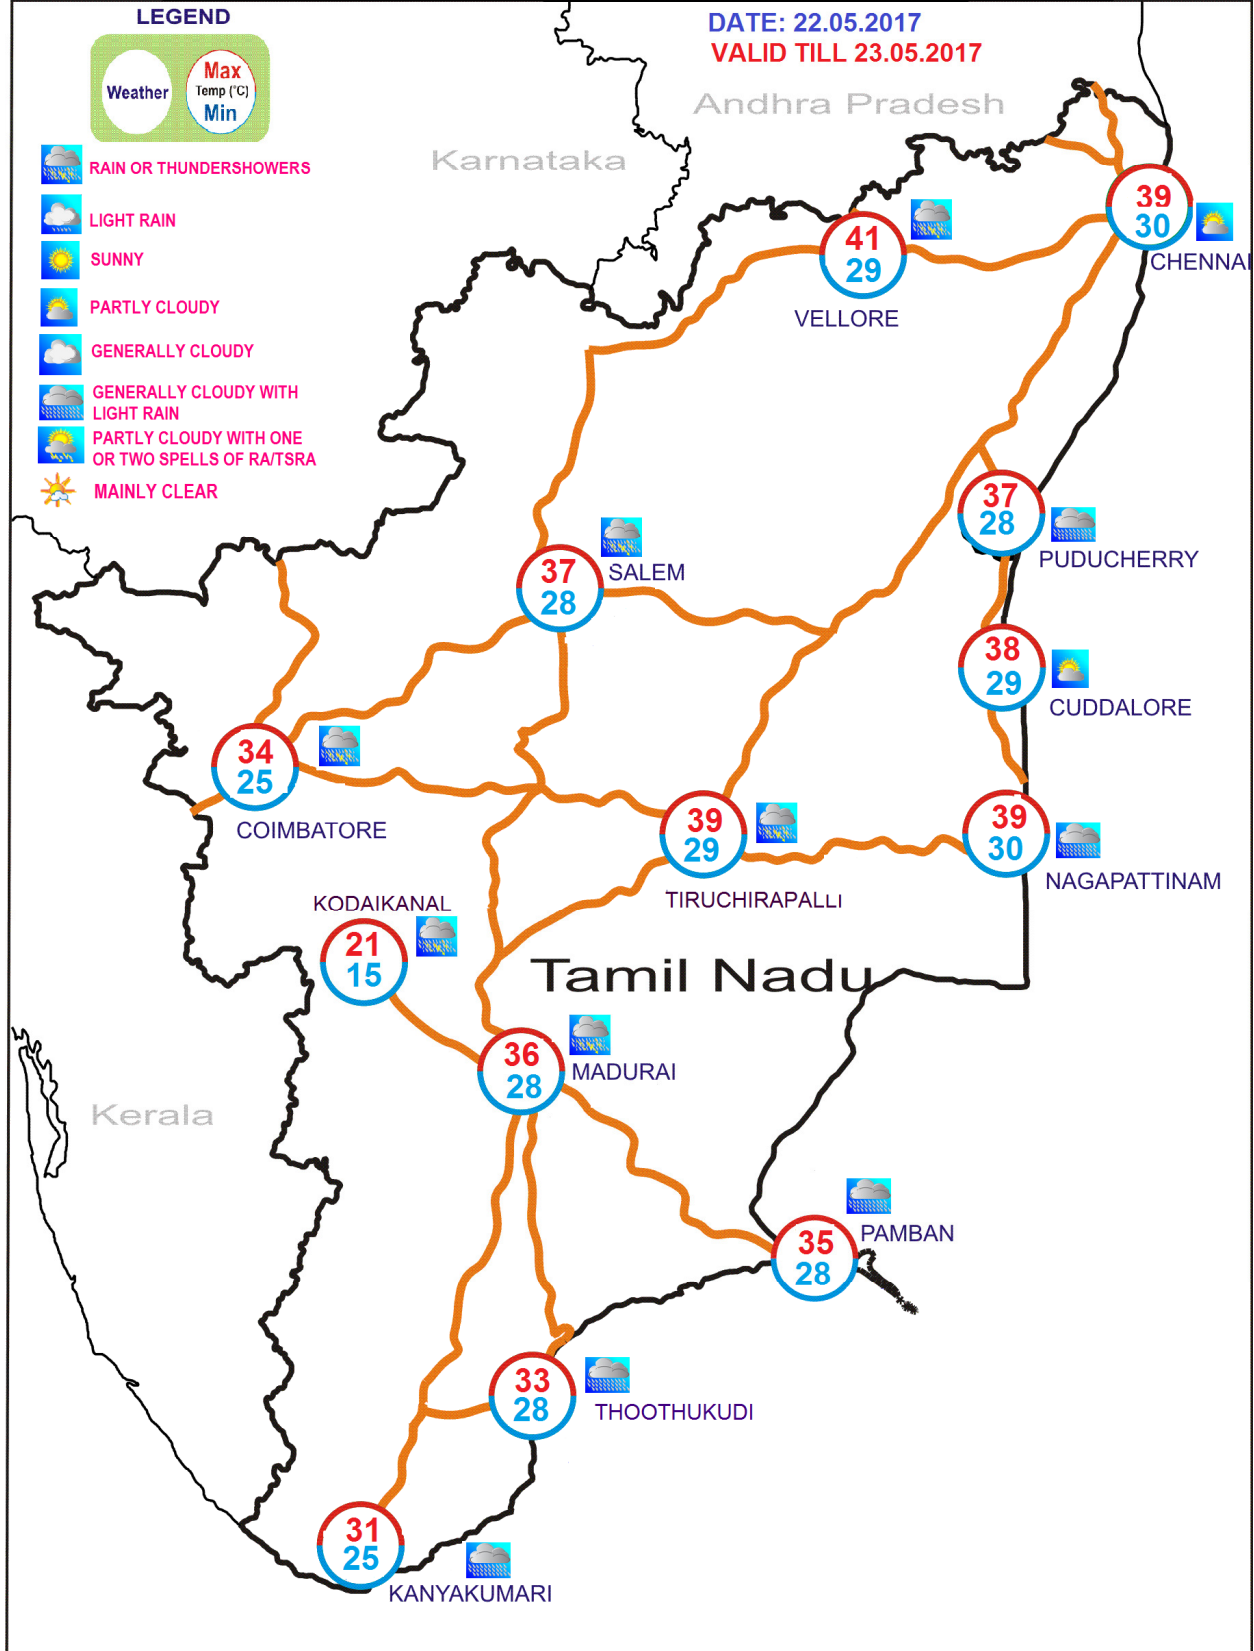 LEGEND
DATE: 22.05.2017
VALID TILL 23.05.2017
Weather
Max
Temp (°C)
Min
Andhra Pradesh
Karnataka
RAIN OR THUNDERSHOWERS
LIGHT RAIN
SUNNY
PARTLY CLOUDY
GENERALLY CLOUDY
GENERALLY CLOUDY WITH
LIGHT RAIN
PARTLY CLOUDY WITH ONE
OR TWO SPELLS OF RA/TSRA
MAINLY CLEAR
39
30
CHENNAI
41
29
VELLORE
37
28
PUDUCHERRY
37
28
SALEM
38
29
CUDDALORE
34
25
COIMBATORE
39
29
TIRUCHIRAPALLI
39
30
NAGAPATTINAM
KODAIKANAL
21
15
Tamil Nadu
36
28
MADURAI
Kerala
35
28
PAMBAN
33
28
THOOTHUKUDI
31
25
KANYAKUMARI